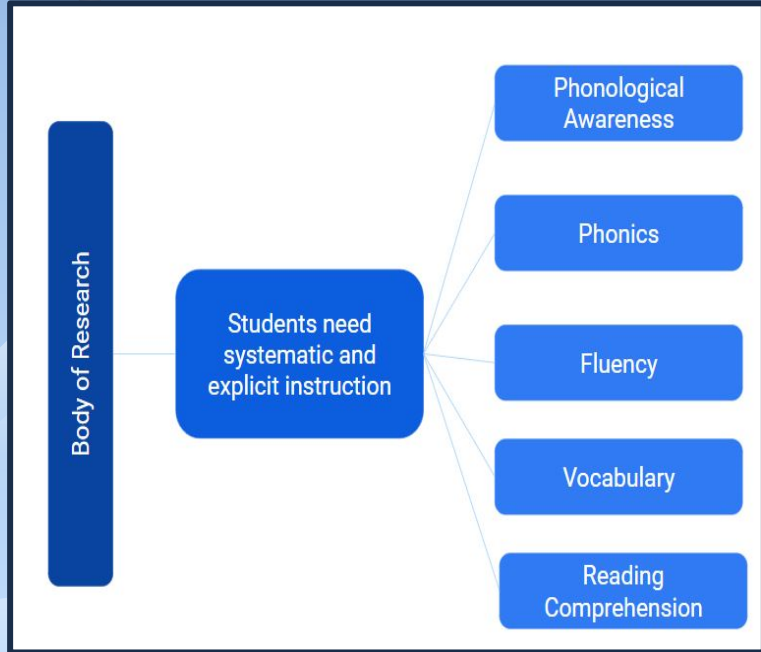 Body of Research
Students need
systematic and
explicit instruction
Phonological
Awareness
Phonics
Fluency
Vocabulary
Reading
Comprehension